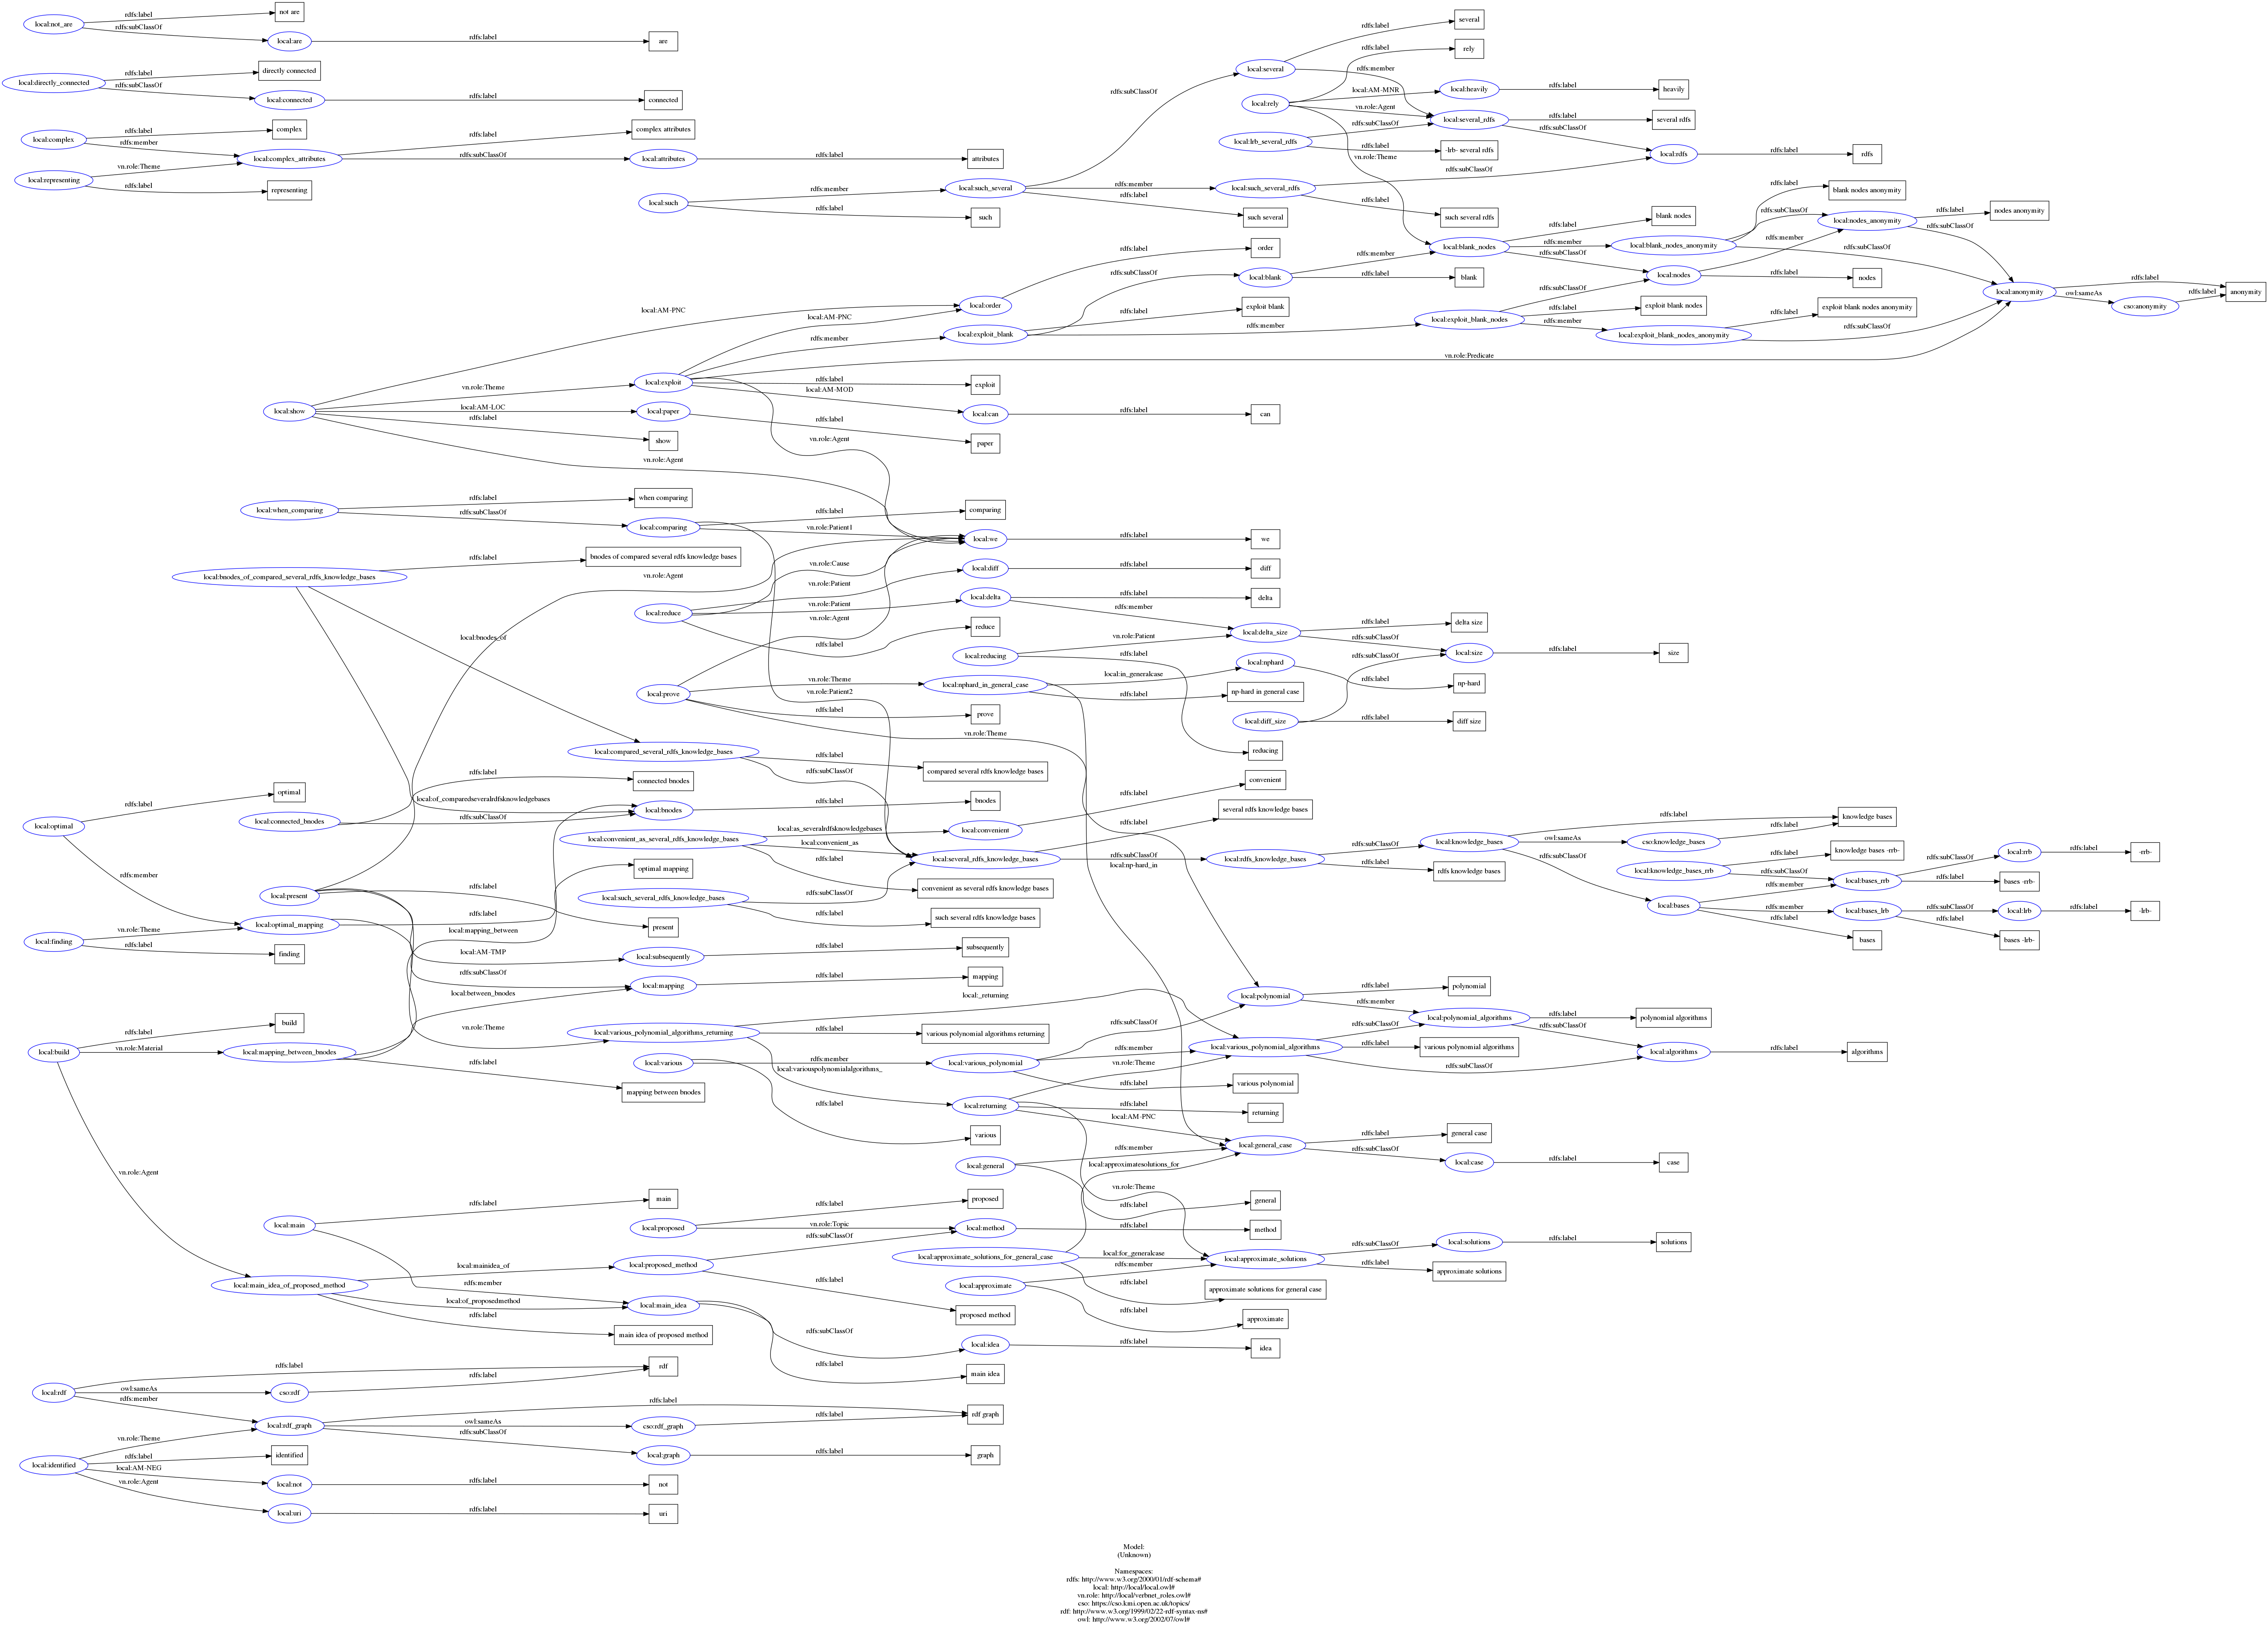 local:not_are
rdfs:label
not are
rdfs:subClassOf
local:are
rdfs:label
are
local:directly_connected
rdfs:label
directly connected
rdfs:subClassOf
local:connected
rdfs:label
connected
local:complex
rdfs:label
complex
rdfs:member
local:complex_attributes
rdfs:label
complex attributes
rdfs:subClassOf
local:attributes
rdfs:label
attributes
local:representing
vn.role:Theme
rdfs:label
representing
local:such
rdfs:member
rdfs:label
such
local:such_several
rdfs:subClassOf
rdfs:member
rdfs:label
such several
local:such_several_rdfs
rdfs:subClassOf
rdfs:label
such several rdfs
local:several
rdfs:label
several
rdfs:member
local:rely
rdfs:label
rely
local:AM-MNR
local:heavily
rdfs:label
heavily
vn.role:Agent
vn.role:Theme
local:several_rdfs
rdfs:label
several rdfs
rdfs:subClassOf
local:lrb_several_rdfs
rdfs:subClassOf
rdfs:label
-lrb- several rdfs
local:rdfs
rdfs:label
rdfs
local:blank_nodes
rdfs:label
blank nodes
rdfs:member
rdfs:subClassOf
local:blank_nodes_anonymity
rdfs:label
blank nodes anonymity
rdfs:subClassOf
rdfs:subClassOf
local:nodes_anonymity
rdfs:label
nodes anonymity
rdfs:subClassOf
local:nodes
rdfs:member
rdfs:label
nodes
local:anonymity
rdfs:label
anonymity
owl:sameAs
cso:anonymity
rdfs:label
local:order
rdfs:label
order
local:blank
rdfs:member
rdfs:label
blank
local:exploit_blank
rdfs:subClassOf
rdfs:label
exploit blank
rdfs:member
local:exploit_blank_nodes
rdfs:subClassOf
rdfs:label
exploit blank nodes
rdfs:member
local:exploit_blank_nodes_anonymity
rdfs:label
exploit blank nodes anonymity
rdfs:subClassOf
local:show
local:AM-PNC
vn.role:Theme
local:AM-LOC
rdfs:label
show
vn.role:Agent
local:exploit
local:AM-PNC
rdfs:member
vn.role:Predicate
rdfs:label
exploit
local:AM-MOD
local:can
rdfs:label
can
vn.role:Agent
local:paper
rdfs:label
paper
local:when_comparing
rdfs:label
when comparing
rdfs:subClassOf
local:comparing
rdfs:label
comparing
vn.role:Patient1
vn.role:Patient2
local:we
rdfs:label
we
local:bnodes_of_compared_several_rdfs_knowledge_bases
rdfs:label
bnodes of compared several rdfs knowledge bases
local:bnodes_of
local:of_comparedseveralrdfsknowledgebases
vn.role:Agent
local:reduce
vn.role:Cause
vn.role:Patient
vn.role:Patient
rdfs:label
reduce
local:diff
rdfs:label
diff
local:delta
rdfs:label
delta
rdfs:member
local:delta_size
rdfs:label
delta size
rdfs:subClassOf
local:reducing
vn.role:Patient
rdfs:label
reducing
local:size
rdfs:label
size
local:diff_size
rdfs:subClassOf
rdfs:label
diff size
local:prove
vn.role:Agent
vn.role:Theme
rdfs:label
prove
vn.role:Theme
local:nphard_in_general_case
local:in_generalcase
local:nphard
rdfs:label
np-hard
rdfs:label
np-hard in general case
local:np-hard_in
local:compared_several_rdfs_knowledge_bases
rdfs:label
compared several rdfs knowledge bases
rdfs:subClassOf
local:optimal
rdfs:label
optimal
rdfs:member
local:connected_bnodes
rdfs:label
connected bnodes
rdfs:subClassOf
local:bnodes
rdfs:label
bnodes
local:convenient_as_several_rdfs_knowledge_bases
local:as_severalrdfsknowledgebases
local:convenient
rdfs:label
convenient
local:convenient_as
rdfs:label
convenient as several rdfs knowledge bases
local:several_rdfs_knowledge_bases
rdfs:label
several rdfs knowledge bases
rdfs:subClassOf
local:rdfs_knowledge_bases
rdfs:subClassOf
rdfs:label
rdfs knowledge bases
local:knowledge_bases
rdfs:label
knowledge bases
owl:sameAs
cso:knowledge_bases
rdfs:label
rdfs:subClassOf
local:knowledge_bases_rrb
rdfs:label
knowledge bases -rrb-
rdfs:subClassOf
local:bases_rrb
rdfs:subClassOf
local:rrb
rdfs:label
-rrb-
rdfs:label
bases -rrb-
local:bases
rdfs:member
rdfs:member
rdfs:label
bases
local:bases_lrb
rdfs:subClassOf
local:lrb
rdfs:label
-lrb-
rdfs:label
bases -lrb-
local:such_several_rdfs_knowledge_bases
rdfs:subClassOf
rdfs:label
such several rdfs knowledge bases
local:present
rdfs:label
present
local:AM-TMP
vn.role:Theme
local:finding
vn.role:Theme
rdfs:label
finding
local:optimal_mapping
rdfs:label
optimal mapping
rdfs:subClassOf
local:subsequently
rdfs:label
subsequently
local:mapping
rdfs:label
mapping
local:build
rdfs:label
build
vn.role:Material
vn.role:Agent
local:mapping_between_bnodes
local:mapping_between
local:between_bnodes
rdfs:label
mapping between bnodes
local:various_polynomial_algorithms_returning
local:_returning
rdfs:label
various polynomial algorithms returning
local:variouspolynomialalgorithms_
local:various
rdfs:member
rdfs:label
various
local:various_polynomial
rdfs:subClassOf
rdfs:member
rdfs:label
various polynomial
local:polynomial
rdfs:label
polynomial
rdfs:member
local:polynomial_algorithms
rdfs:label
polynomial algorithms
rdfs:subClassOf
local:various_polynomial_algorithms
rdfs:subClassOf
rdfs:label
various polynomial algorithms
rdfs:subClassOf
local:algorithms
rdfs:label
algorithms
local:returning
vn.role:Theme
rdfs:label
returning
local:AM-PNC
vn.role:Theme
local:general
rdfs:member
rdfs:label
general
local:general_case
rdfs:label
general case
rdfs:subClassOf
local:case
rdfs:label
case
local:main
rdfs:label
main
rdfs:member
local:proposed
rdfs:label
proposed
vn.role:Topic
local:method
rdfs:label
method
local:main_idea_of_proposed_method
local:mainidea_of
local:of_proposedmethod
rdfs:label
main idea of proposed method
local:proposed_method
rdfs:subClassOf
rdfs:label
proposed method
local:approximate_solutions_for_general_case
local:approximatesolutions_for
local:for_generalcase
rdfs:label
approximate solutions for general case
local:approximate
rdfs:member
rdfs:label
approximate
local:approximate_solutions
rdfs:subClassOf
local:solutions
rdfs:label
solutions
rdfs:label
approximate solutions
local:main_idea
rdfs:subClassOf
local:idea
rdfs:label
idea
rdfs:label
main idea
local:rdf
rdfs:label
rdf
owl:sameAs
cso:rdf
rdfs:label
rdfs:member
local:rdf_graph
rdfs:label
rdf graph
owl:sameAs
cso:rdf_graph
rdfs:label
rdfs:subClassOf
local:graph
rdfs:label
graph
local:identified
vn.role:Theme
rdfs:label
identified
local:AM-NEG
local:not
rdfs:label
not
vn.role:Agent
local:uri
rdfs:label
uri
Model:
(Unknown)
Namespaces:
rdfs: http://www.w3.org/2000/01/rdf-schema#
local: http://local/local.owl#
vn.role: http://local/verbnet_roles.owl#
cso: https://cso.kmi.open.ac.uk/topics/
rdf: http://www.w3.org/1999/02/22-rdf-syntax-ns#
owl: http://www.w3.org/2002/07/owl#